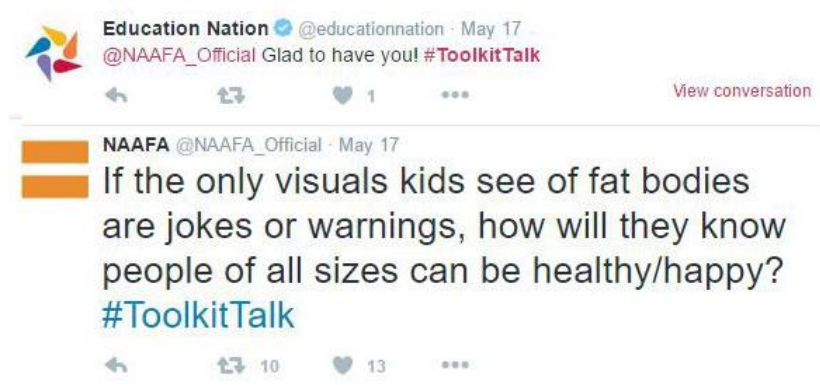 Education Nation @educationnation · May 17
@NAAFA_Official Glad to have you! #ToolkitTalk
1
View conversation
NAAFA @NAAFA_Official · May 17
If the only visuals kids see of fat bodies
are jokes or warnings, how will they know
people of all sizes can be healthy/happy?
#ToolkitTalk
10 13